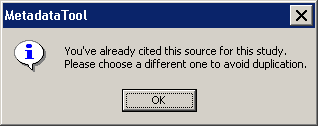 MetadataTool
You've already cited this source for this study.
Please choose a different one to avoid duplication.
OK